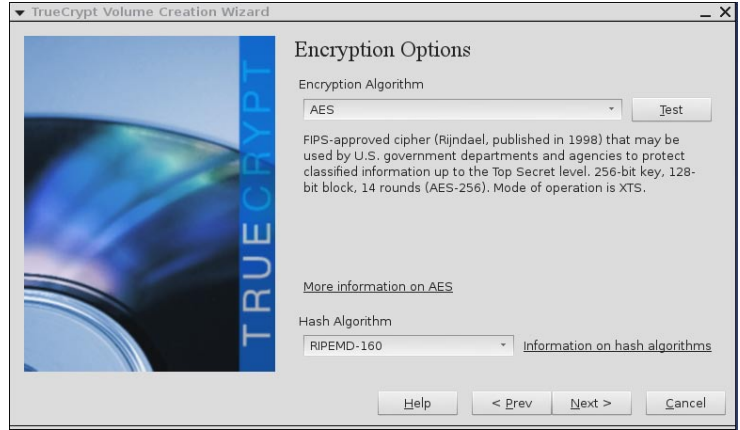 TrueCrypt Volume Creation Wizard
TRUECRYPT
Encryption Options
Encryption Algorithm
AES
Test
FIPS-approved cipher (Rijndael, published in 1998) that may be
used by U.S. government departments and agencies to protect
classified information up to the Top Secret level. 256-bit key, 128-
bit block, 14 rounds (AES-256). Mode of operation is XTS.
More information on AES
Hash Algorithm
RIPEMD-160
Information on hash algorithms
Help
< Prev
Next >
Cancel